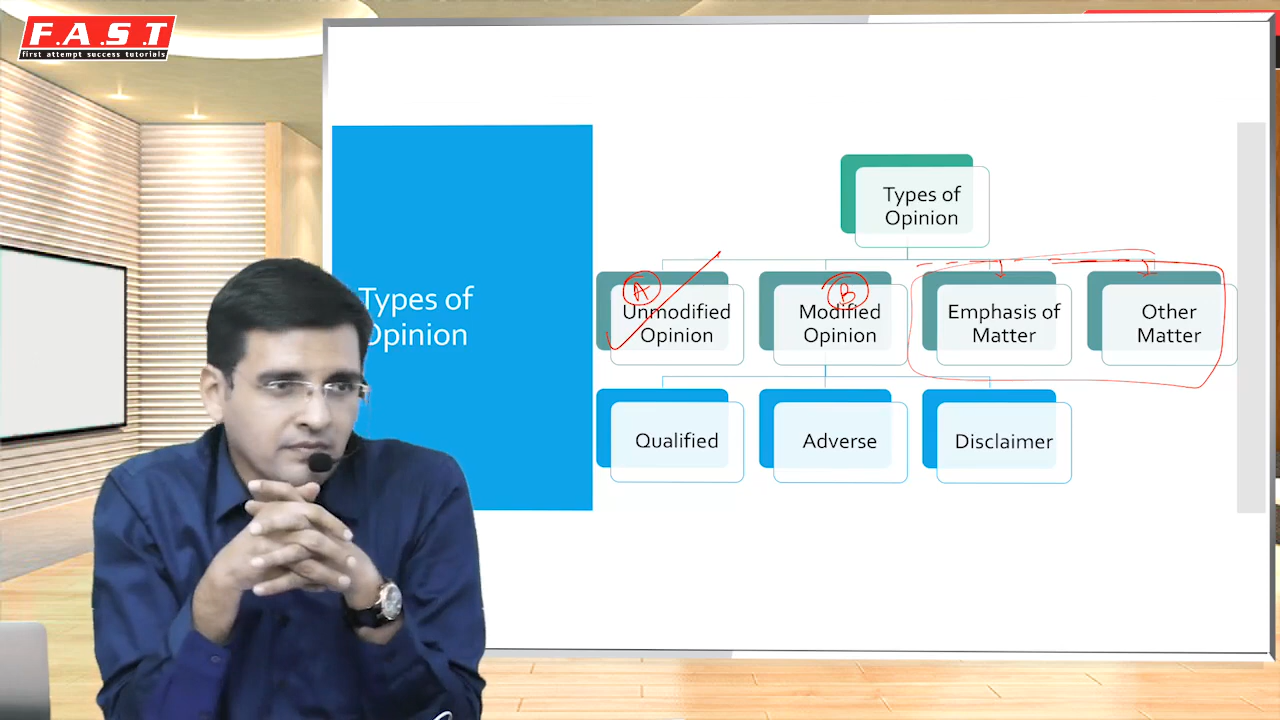 F.A.S.T
first attempt success tutorials
Types of
Opinion
Types of
Opinion
A
B
Unmodified
Opinion
Modified
Opinion
Emphasis of
Matter
Other
Matter
Qualified
Adverse
Disclaimer